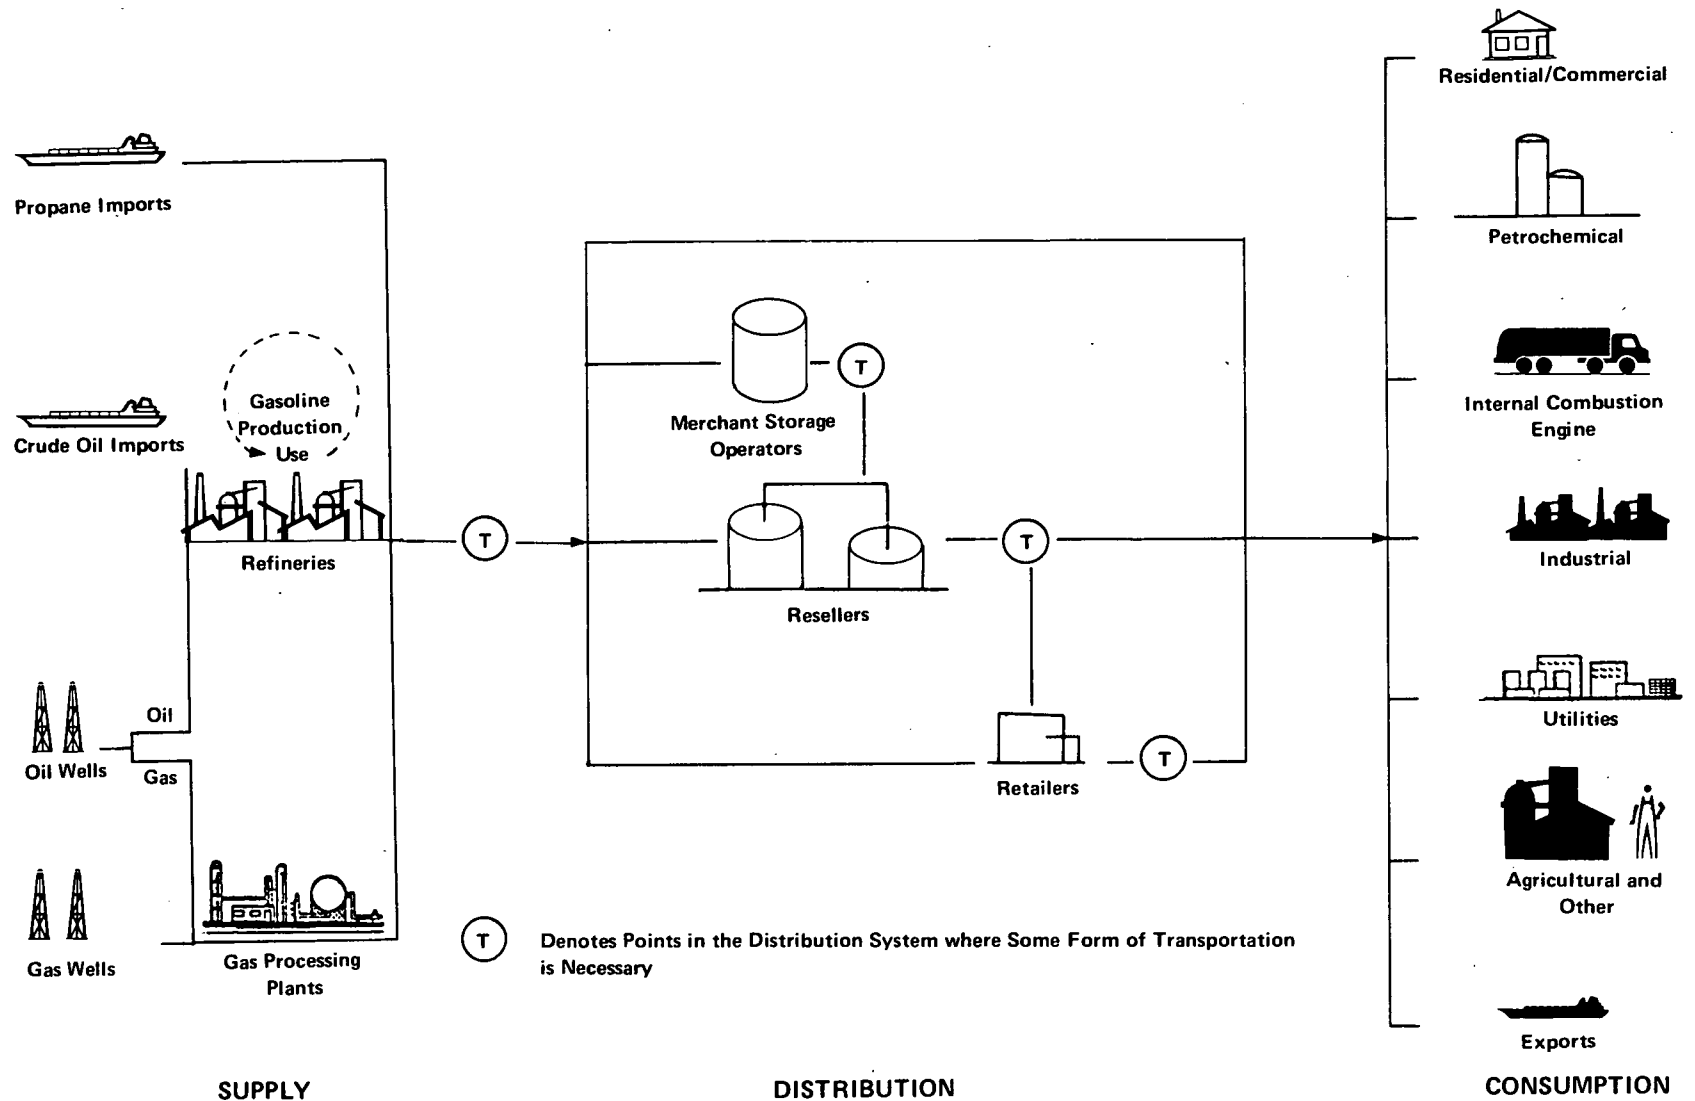 Residential/Commercial
Propane Imports
Petrochemical
Gasoline
Production
Use
Crude Oil Imports
Refineries
T
T
Merchant Storage
Operators
Resellers
T
Internal Combustion
Engine
Industrial
Oil
Oil Wells
Gas
Retailers
T
Utilities
Gas Wells
Gas Processing
Plants
T
Denotes Points in the Distribution System where Some Form of Transportation
is Necessary
Agricultural and
Other
Exports
SUPPLY
DISTRIBUTION
CONSUMPTION